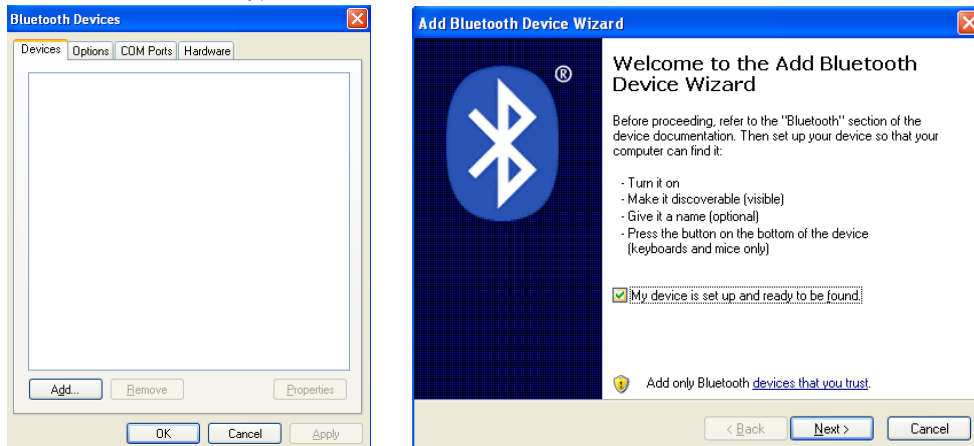 Bluetooth Devices
Devices Options COM Ports Hardware
Add... Remove Properties
OK Cancel Apply
Add Bluetooth Device Wizard
®
Welcome to the Add Bluetooth
Device Wizard
Before proceeding, refer to the "Bluetooth" section of the
device documentation. Then set up your device so that your
computer can find it:
- Turn it on
- Make it discoverable (visible)
- Give it a name (optional)
- Press the button on the bottom of the device
(keyboards and mice only)
My device is set up and ready to be found.
Add only Bluetooth devices that you trust.
< Back Next > Cancel